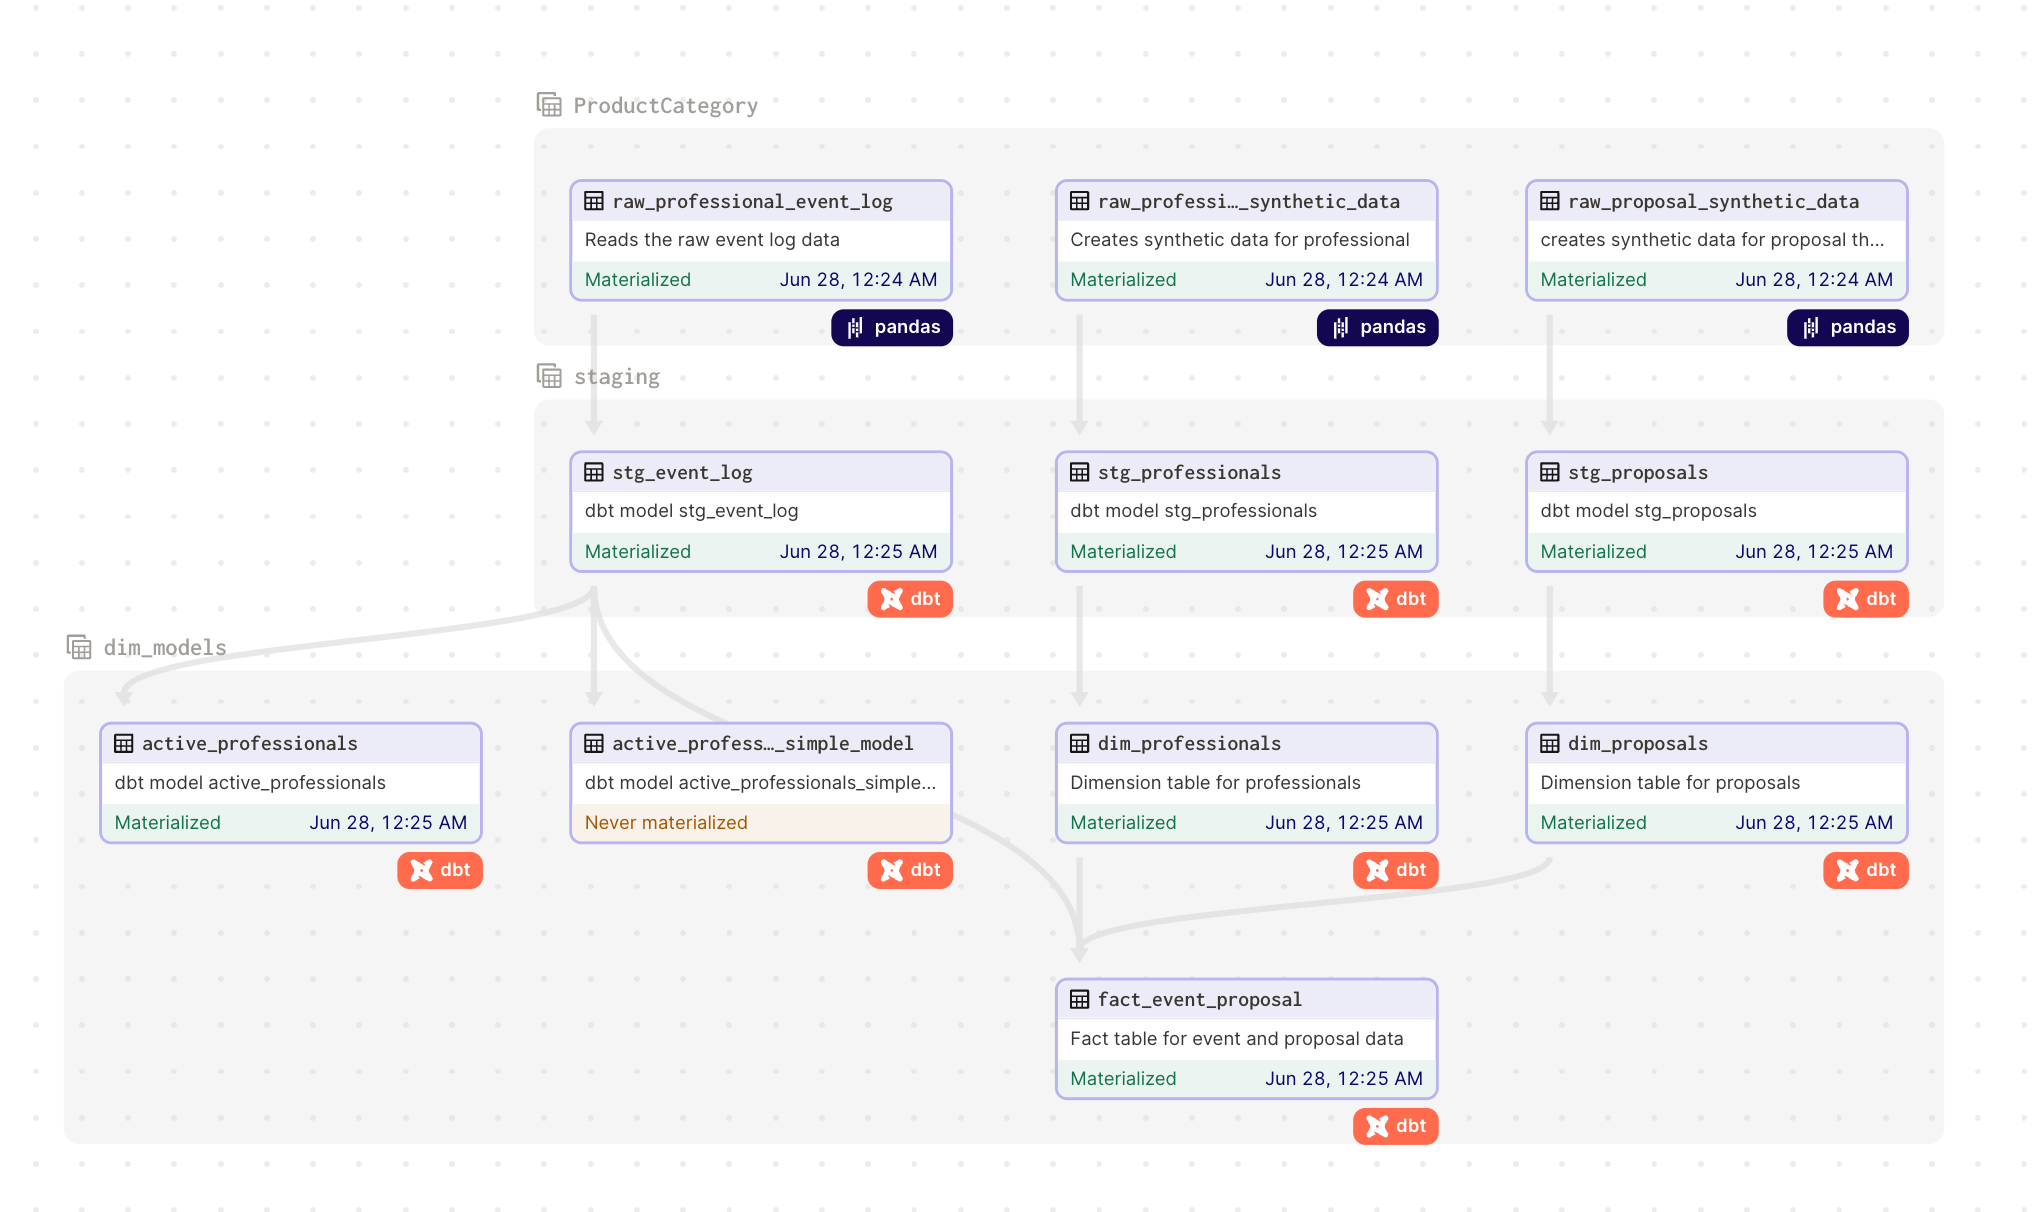 ProductCategory
raw_professional_event_log
Reads the raw event log data
Materialized Jun 28, 12:24 AM
pandas
raw_professi…_synthetic_data
Creates synthetic data for professional
Materialized Jun 28, 12:24 AM
pandas
raw_proposal_synthetic_data
creates synthetic data for proposal th…
Materialized Jun 28, 12:24 AM
pandas
staging
stg_event_log
dbt model stg_event_log
Materialized Jun 28, 12:25 AM
dbt
stg_professionals
dbt model stg_professionals
Materialized Jun 28, 12:25 AM
dbt
stg_proposals
dbt model stg_proposals
Materialized Jun 28, 12:25 AM
dbt
dim_models
active_professionals
dbt model active_professionals
Materialized Jun 28, 12:25 AM
dbt
active_profess…_simple_model
dbt model active_professionals_simple…
Never materialized
dbt
dim_professionals
Dimension table for professionals
Materialized Jun 28, 12:25 AM
dbt
dim_proposals
Dimension table for proposals
Materialized Jun 28, 12:25 AM
dbt
fact_event_proposal
Fact table for event and proposal data
Materialized Jun 28, 12:25 AM
dbt